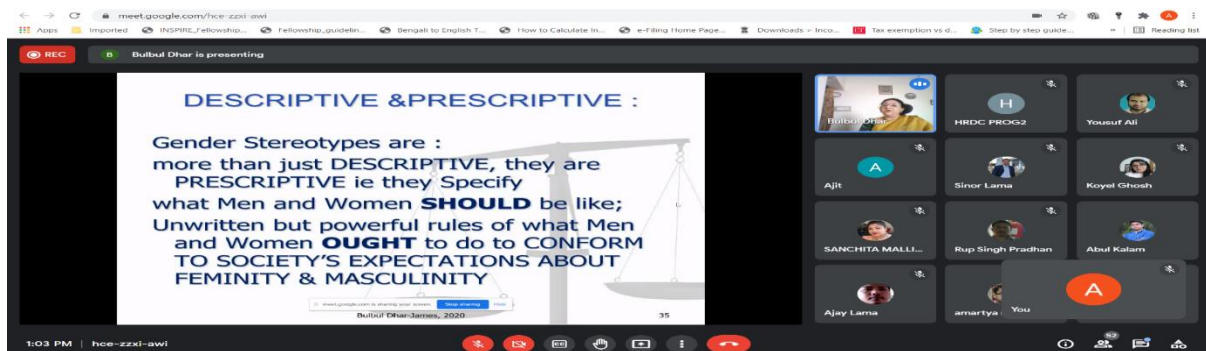 meet.google.com/hce-zzxi-awi
Apps Imported INSPIRE_Fellowship... Fellowship_guidelin... Bengali to English T... How to Calculate In... e-Filing Home Page... Downloads > Inco... Tax exemption vs d... Step by step guide... » Reading list
REC B Bulbul Dhar is presenting
DESCRIPTIVE &PRESCRIPTIVE :
Gender Stereotypes are :
more than just DESCRIPTIVE, they are
PRESCRIPTIVE ie they Specify
what Men and Women SHOULD be like;
Unwritten but powerful rules of what Men
and Women OUGHT to do to CONFORM
TO SOCIETY'S EXPECTATIONS ABOUT
FEMINITY & MASCULINITY
meet.google.com is sharing your screen. Stop sharing Hide
Bulbul Dhar-James, 2020 35
Bulbul Dhar
H
HRDC PROG2
Yousuf Ali
A
Ajit
Sinor Lama
Koyel Ghosh
SANCHITA MALLI...
Rup Singh Pradhan
Abul Kalam
Ajay Lama
amartya
A
You
1:03 PM | hce-zzxi-awi
52